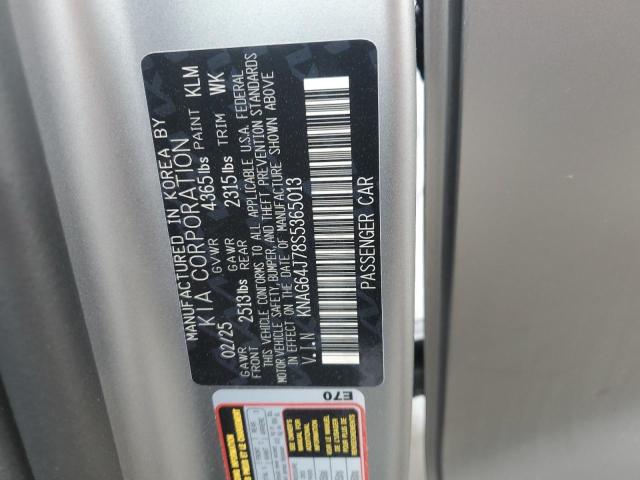 MANUFACTURED IN KOREA BY
KIA CORPORATION
02/25 GVWR 4365lbs PAINT KLM
GAWR FRONT 2513lbs GAWR REAR 2315lbs TRIM WK
THIS VEHICLE CONFORMS TO ALL APPLICABLE U.S.A. FEDERAL
MOTOR VEHICLE SAFETY, BUMPER, AND THEFT PREVENTION STANDARDS
IN EFFECT ON THE DATE OF MANUFACTURE SHOWN ABOVE
V.I.N KNAG64J78S5365013
PASSENGER CAR
E70